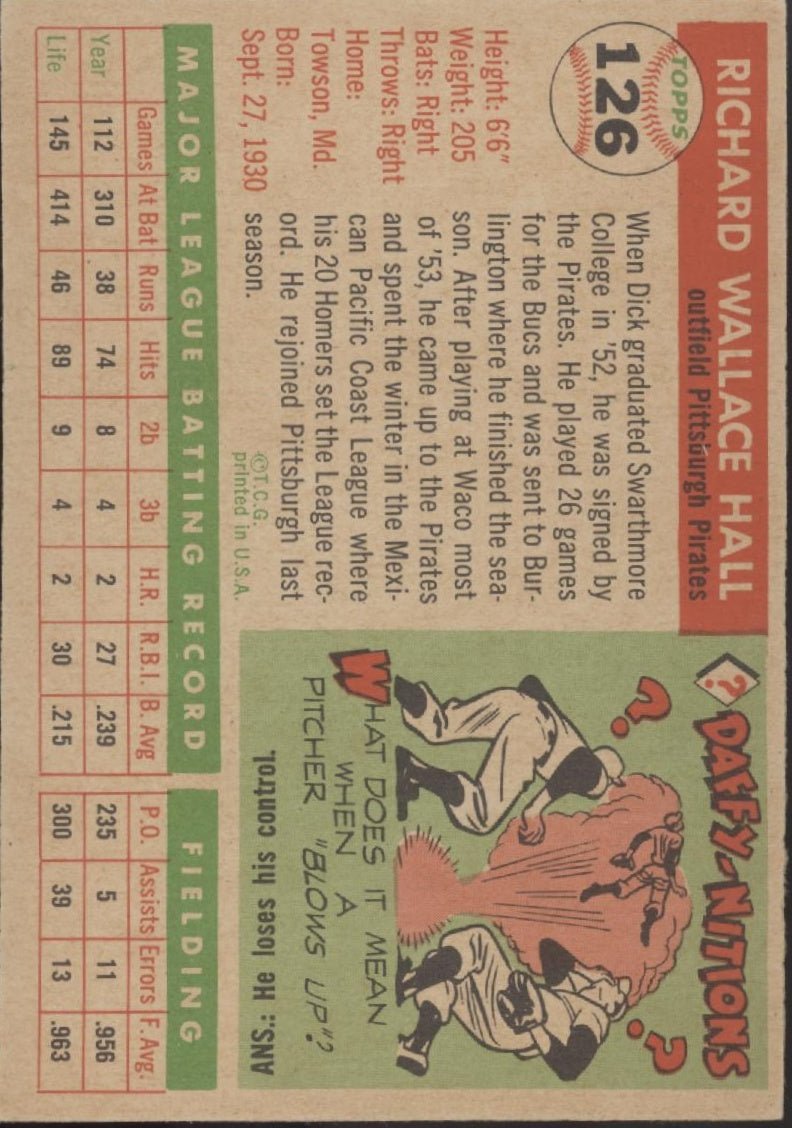 TOPPS
126
RICHARD WALLACE HALL
outfield Pittsburgh Pirates
Height: 6'6"
Weight: 205
Bats: Right
Throws: Right
Home:
Towson, Md.
Born:
Sept. 27, 1930
When Dick graduated Swarthmore
College in '52, he was signed by
the Pirates. He played 26 games
for the Bucs and was sent to Bur-
lington where he finished the sea-
son. After playing at Waco most
of '53, he came up to the Pirates
and spent the winter in the Mexi-
can Pacific Coast League where
his 20 Homers set the League rec-
ord. He rejoined Pittsburgh last
season.
©T.C.G.
printed in U.S.A.
? DAFFY-NITIONS
?
?
WHAT DOES IT MEAN
WHEN A
PITCHER "BLOWS UP"?
ANS.: He loses his control.
MAJOR LEAGUE BATTING RECORD FIELDING
Games At Bat Runs Hits 2b 3b H.R. R.B.I. B. Avg P.O. Assists Errors F. Avg.
Year 112 310 38 74 8 4 2 27 .239 235 5 11 .956
Life 145 414 46 89 9 4 2 30 .215 300 39 13 .963